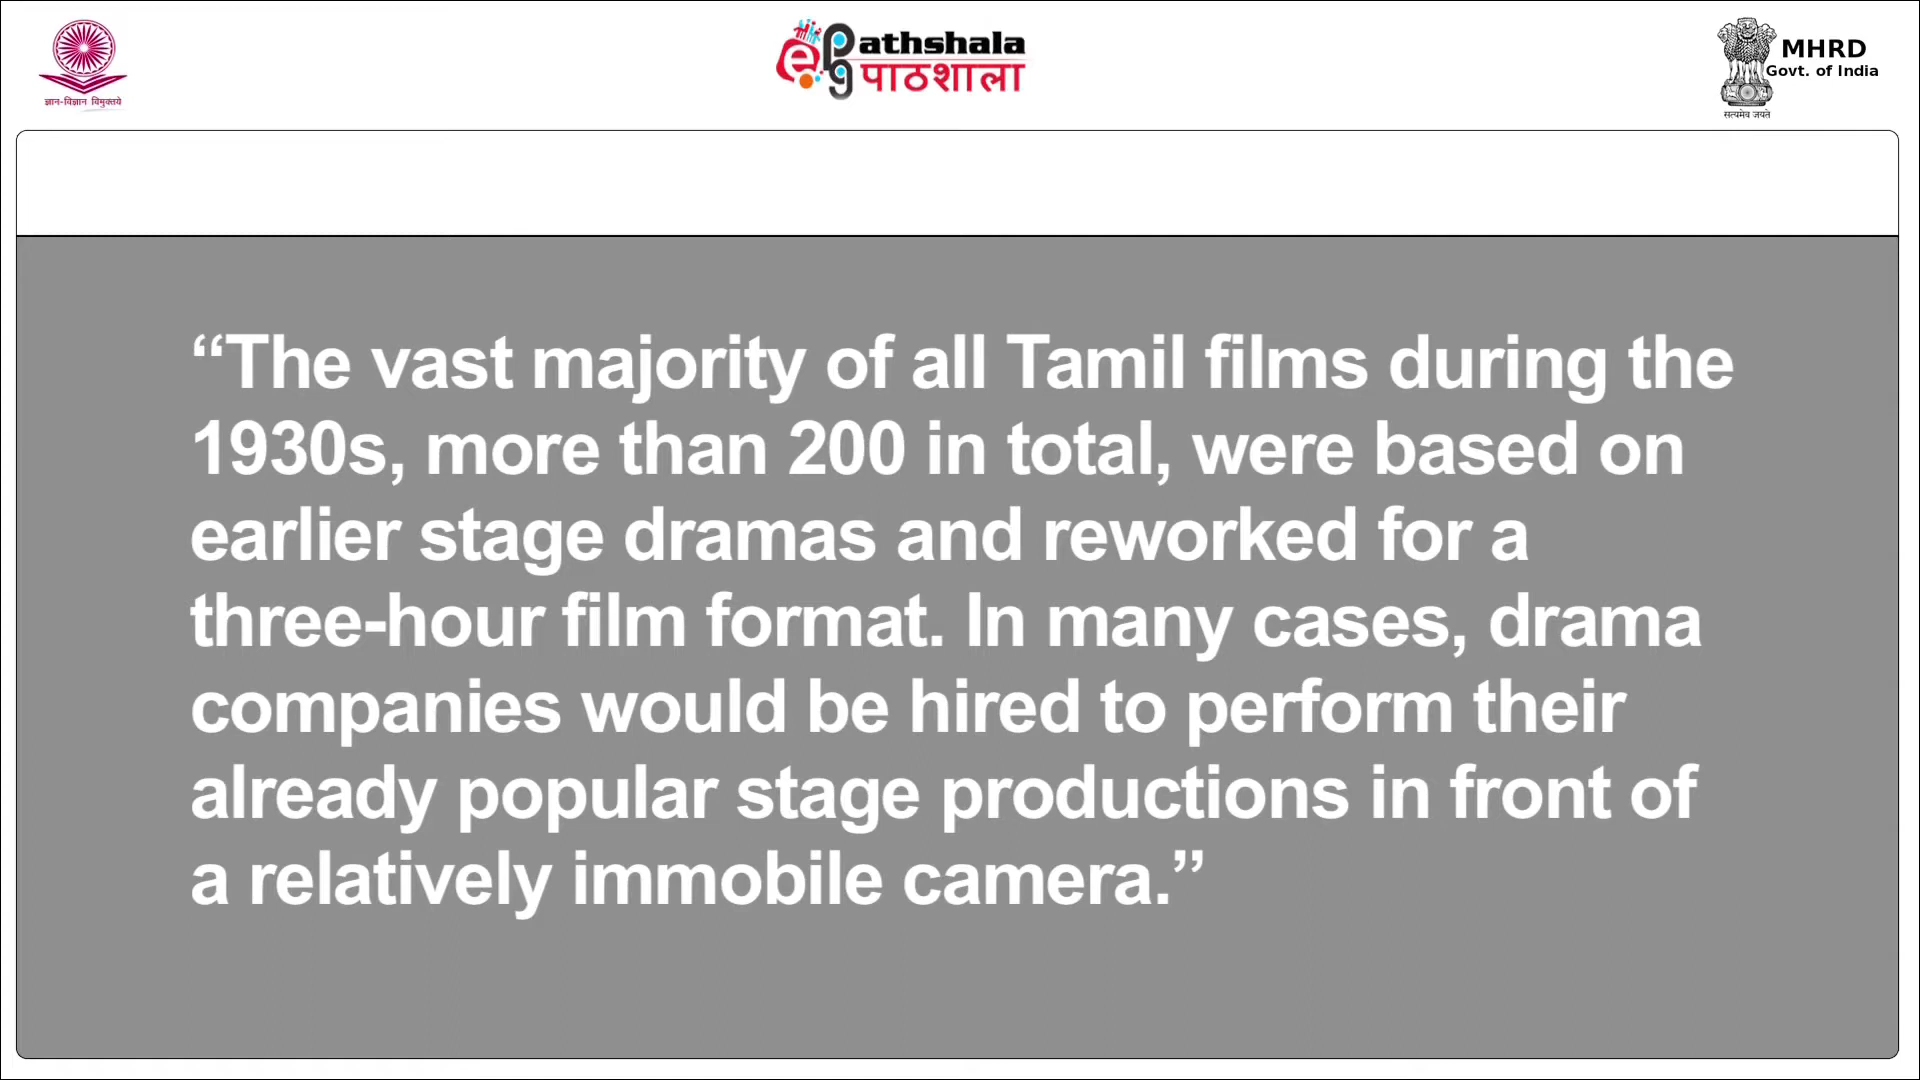 ज्ञान-विज्ञान विमुक्तये
ePg athshala
पाठशाला
MHRD
Govt. of India
सत्यमेव जयते
“The vast majority of all Tamil films during the
1930s, more than 200 in total, were based on
earlier stage dramas and reworked for a
three-hour film format. In many cases, drama
companies would be hired to perform their
already popular stage productions in front of
a relatively immobile camera.”